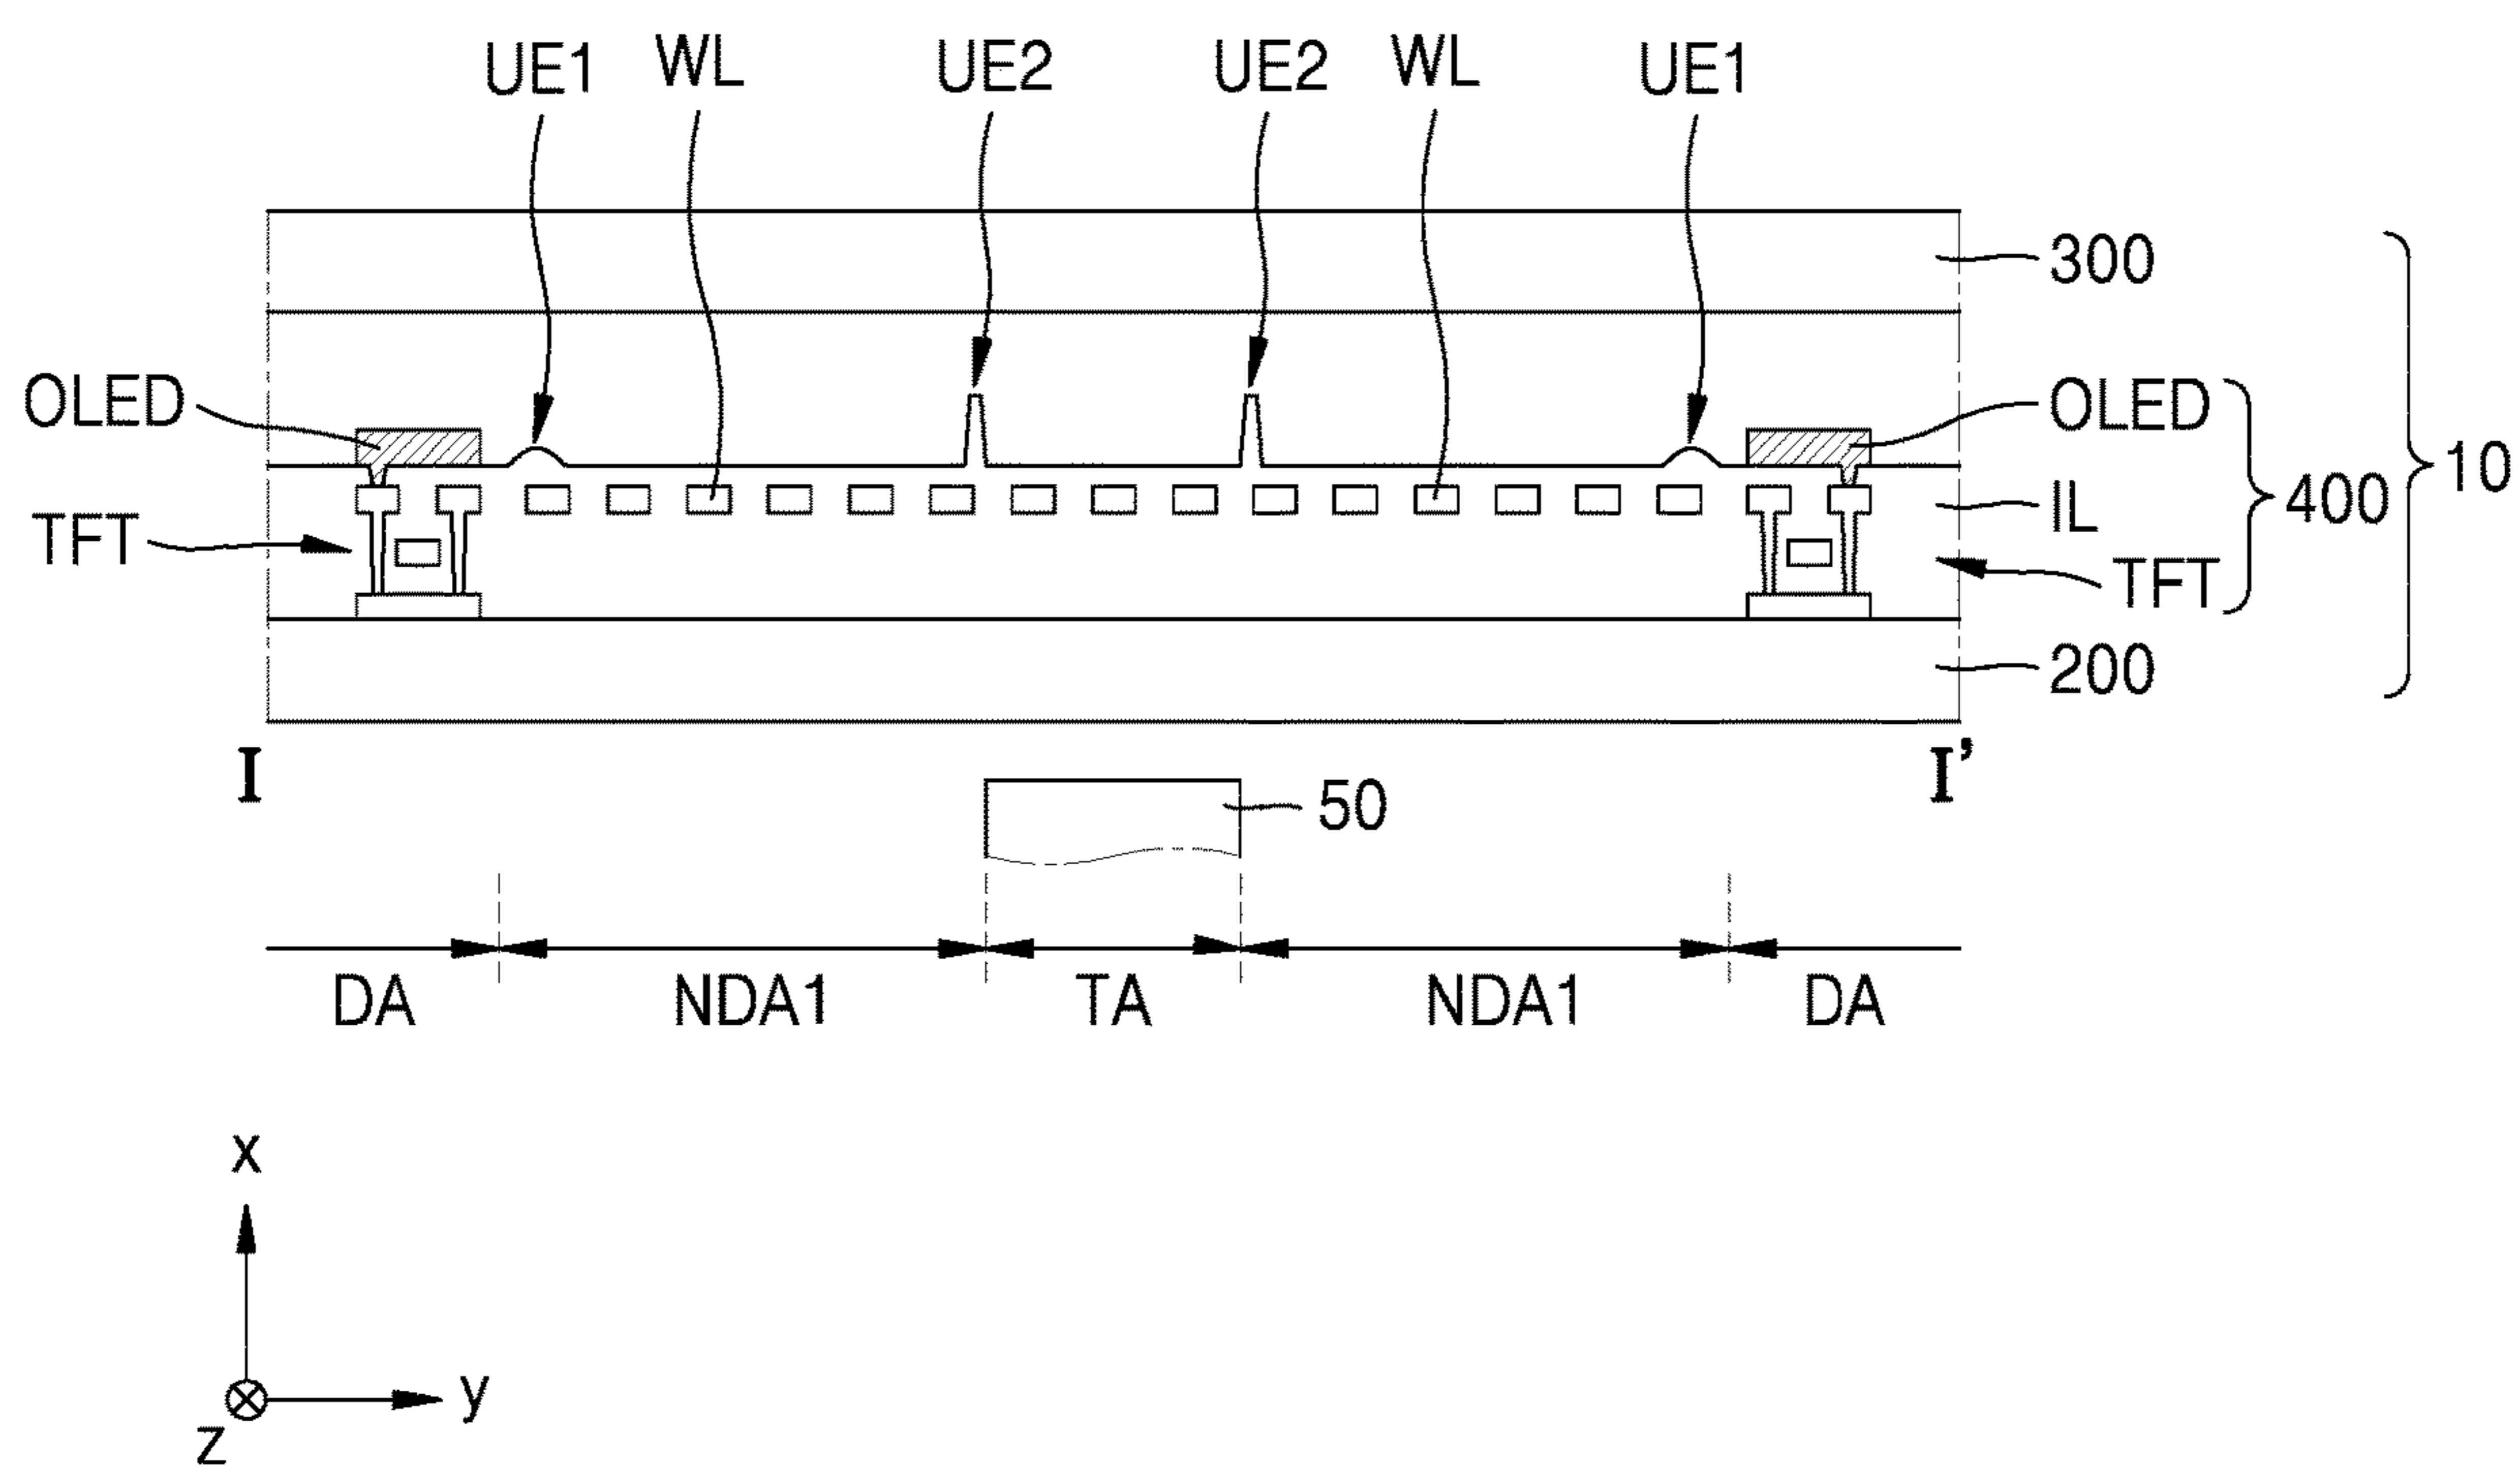 UE1 WL UE2 UE2 WL UE1
300
OLED OLED
400 10
TFT IL
TFT
200
I I’
50
DA NDA1 TA NDA1 DA
x
y
z